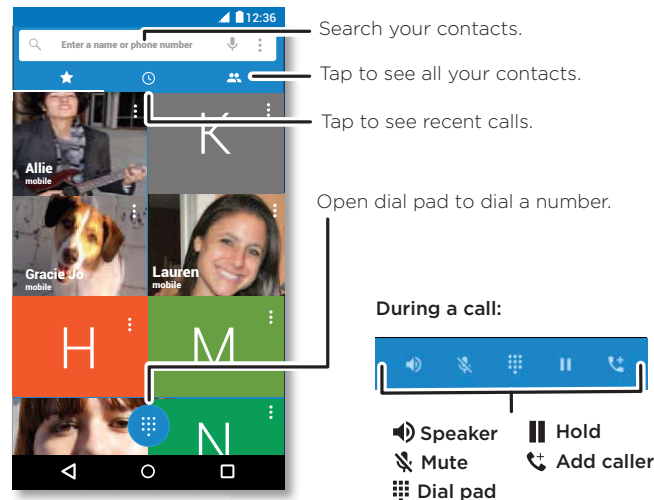 12:36
Enter a name or phone number
Allie
mobile
K
Gracie Jo
mobile
Lauren
mobile
H
M
N
Search your contacts.
Tap to see all your contacts.
Tap to see recent calls.
Open dial pad to dial a number.
During a call:
Speaker
Hold
Mute
Add caller
Dial pad